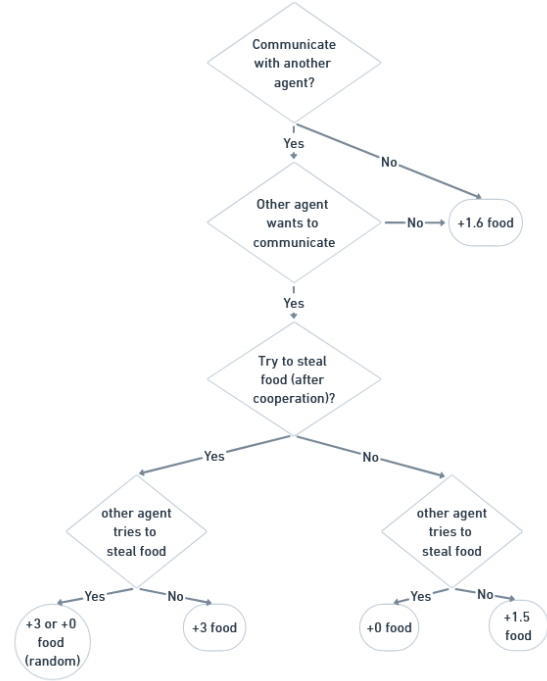 Communicate
with another
agent?
Yes
No
Other agent
wants to
communicate
No
+1.6 food
Yes
Try to steal
food (after
cooperation)?
Yes
No
other agent
tries to
steal food
other agent
tries to
steal food
Yes
No
Yes
No
+3 or +0
food
(random)
+3 food
+0 food
+1.5
food